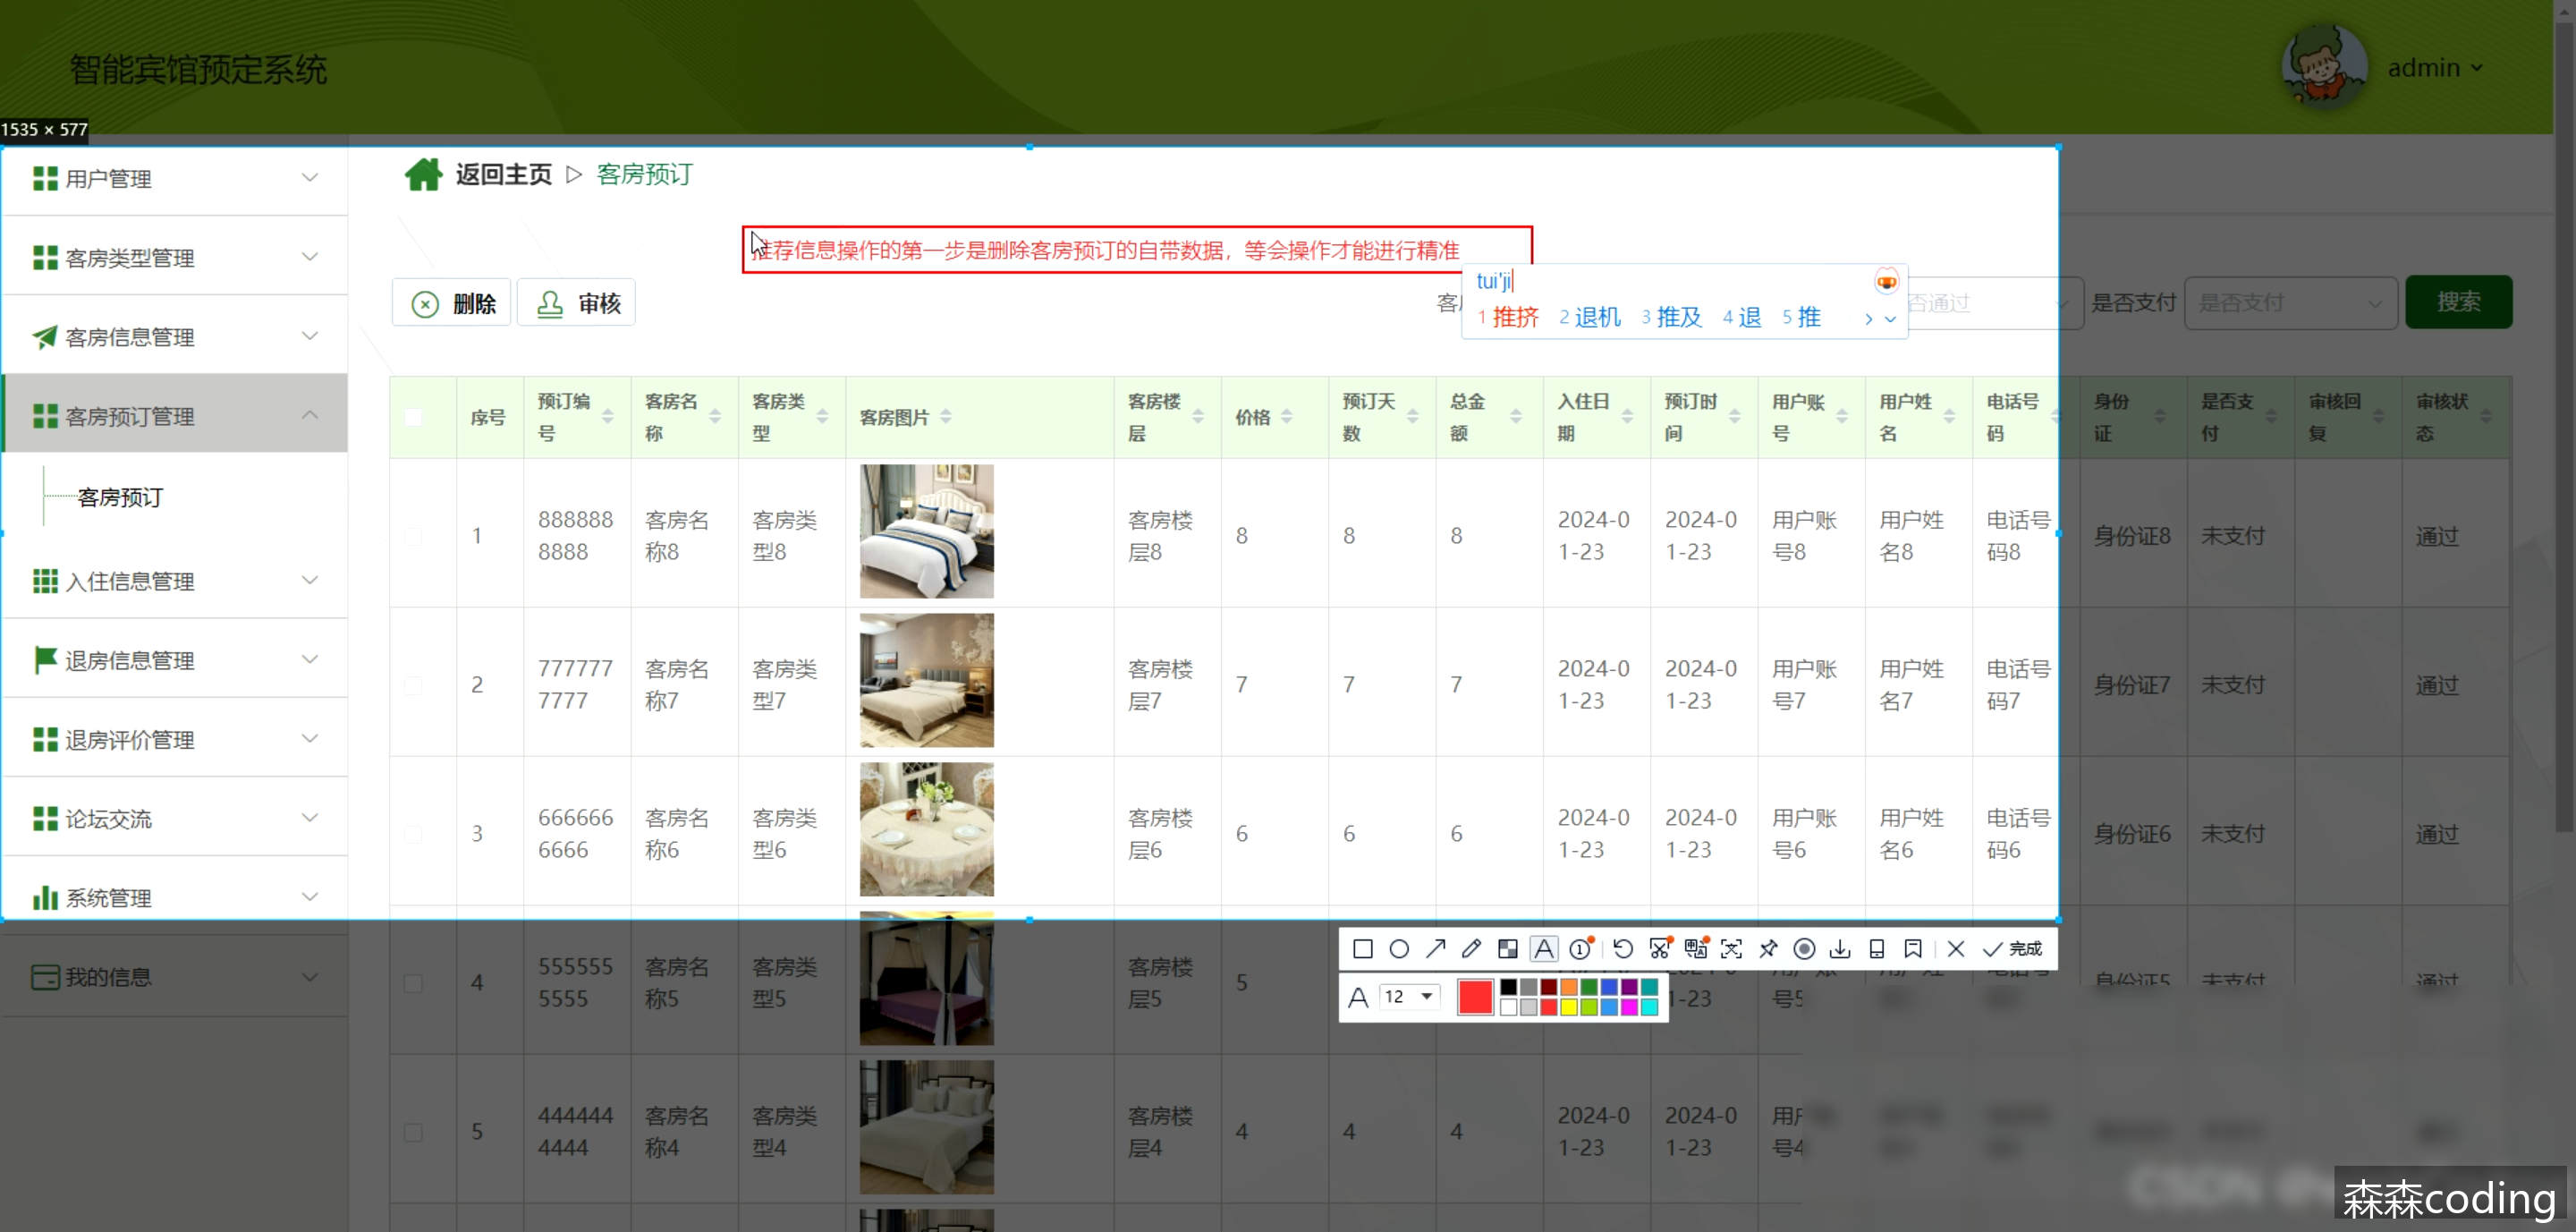 智能宾馆预定系统
admin
1535 × 577
用户管理
客房类型管理
客房信息管理
客房预订管理
客房预订
入住信息管理
退房信息管理
退房评价管理
论坛交流
系统管理
我的信息
返回主页 ▷ 客房预订
荐信息操作的第一步是删除客房预订的自带数据，等会操作才能进行精准
tui'ji
1 推挤 2 退机 3 推及 4 退 5 推
删除 审核
否通过 是否支付 是否支付 搜索
序号 预订编号 客房名称 客房类型 客房图片 客房楼层 价格 预订天数 总金额 入住日期 预订时间 用户账号 用户姓名 电话号码 身份证 是否支付 审核回复 审核状态
1 8888888888 客房名称8 客房类型8 客房楼层8 8 8 8 2024-01-23 2024-01-23 用户账号8 用户姓名8 电话号码8 身份证8 未支付 通过
2 7777777777 客房名称7 客房类型7 客房楼层7 7 7 7 2024-01-23 2024-01-23 用户账号7 用户姓名7 电话号码7 身份证7 未支付 通过
3 6666666666 客房名称6 客房类型6 客房楼层6 6 6 6 2024-01-23 2024-01-23 用户账号6 用户姓名6 电话号码6 身份证6 未支付 通过
完成
A 12
4 5555555555 客房名称5 客房类型5 客房楼层5 5 1-23 号5 身份证5 未支付 通过
5 4444444444 客房名称4 客房类型4 客房楼层4 4 4 4 2024-01-23 2024-01-23 号4
森森coding